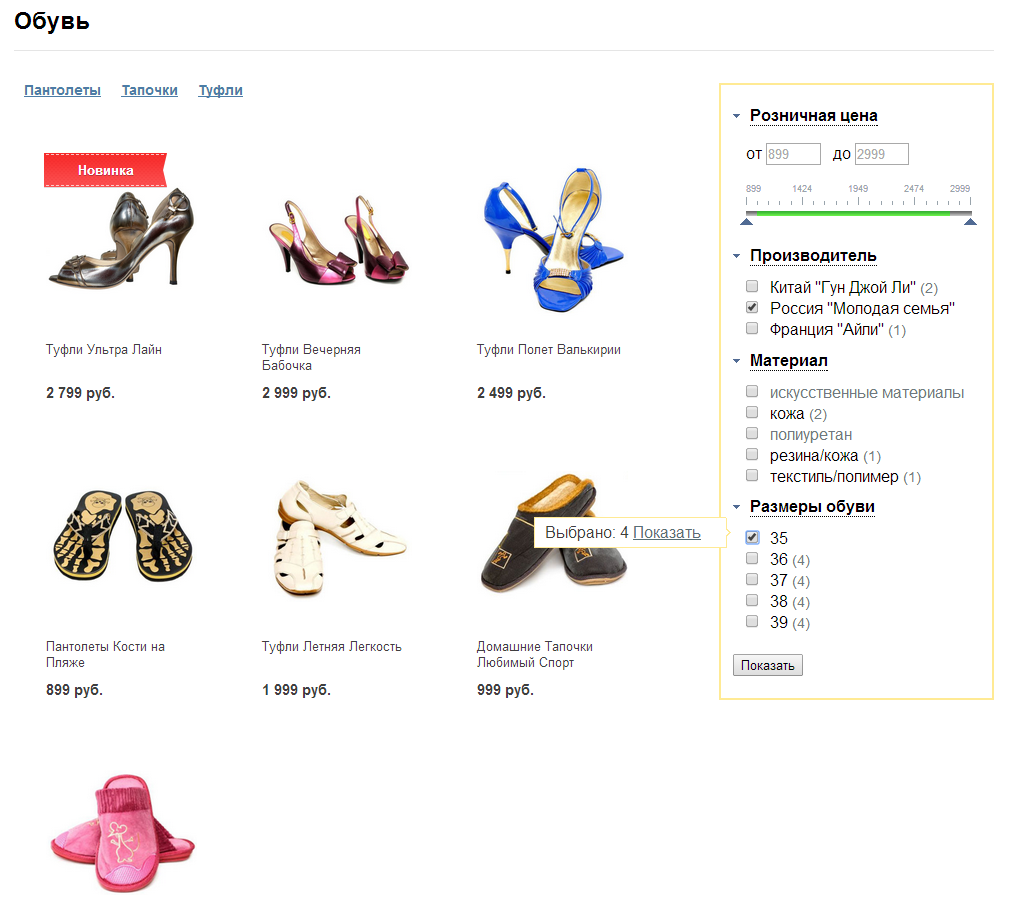 Обувь
Пантолеты Тапочки Туфли
Новинка
Туфли Ультра Лайн
2 799 руб.
Туфли Вечерняя
Бабочка
2 999 руб.
Туфли Полет Валькирии
2 499 руб.
Пантолеты Кости на
Пляже
899 руб.
Туфли Летняя Легкость
1 999 руб.
Домашние Тапочки
Любимый Спорт
999 руб.
Розничная цена
от 899 до 2999
899 1424 1949 2474 2999
Производитель
Китай "Гун Джой Ли" (2)
Россия "Молодая семья"
Франция "Айпи" (1)
Материал
искусственные материалы
кожа (2)
полиуретан
резина/кожа (1)
текстиль/полимер (1)
Размеры обуви
Выбрано: 4 Показать
35
36 (4)
37 (4)
38 (4)
39 (4)
Показать